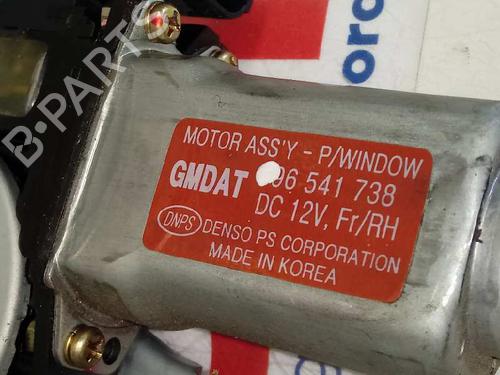 MOTOR ASS'Y - P/WINDOW
GMDAT 96 541 738
DC 12V, Fr/RH
DNPS DENSO PS CORPORATION
MADE IN KOREA
B-PARTS